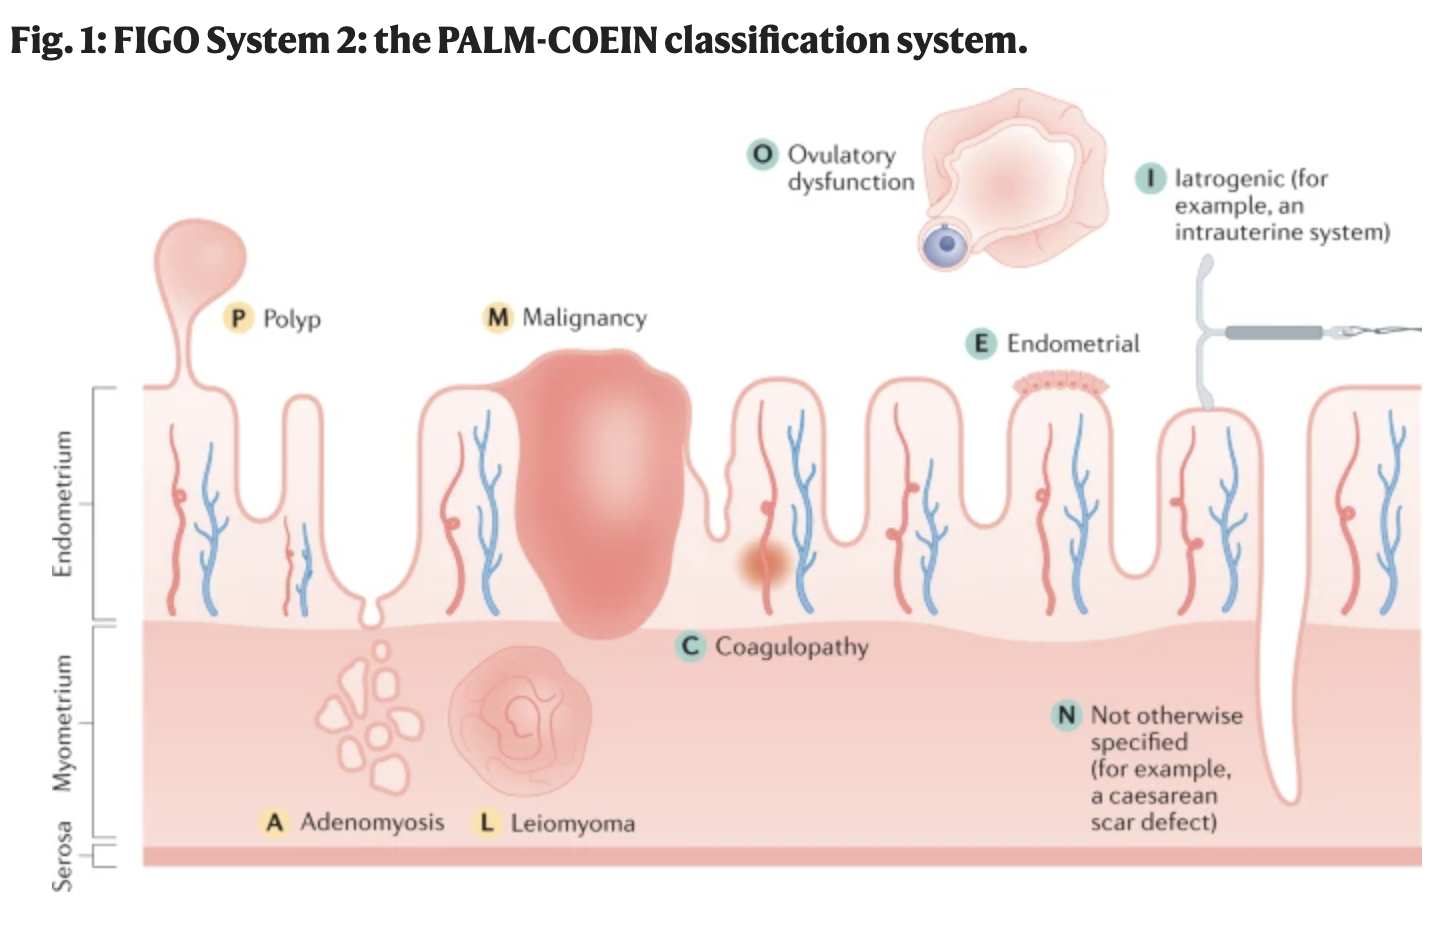 Fig. 1: FIGO System 2: the PALM-COEIN classification system.
O Ovulatory
dysfunction
I Iatrogenic (for
example, an
intrauterine system)
P Polyp
M Malignancy
E Endometrial
Endometrium
C Coagulopathy
Myometrium
N Not otherwise
specified
(for example,
a caesarean
scar defect)
A Adenomyosis
L Leiomyoma
Serosa